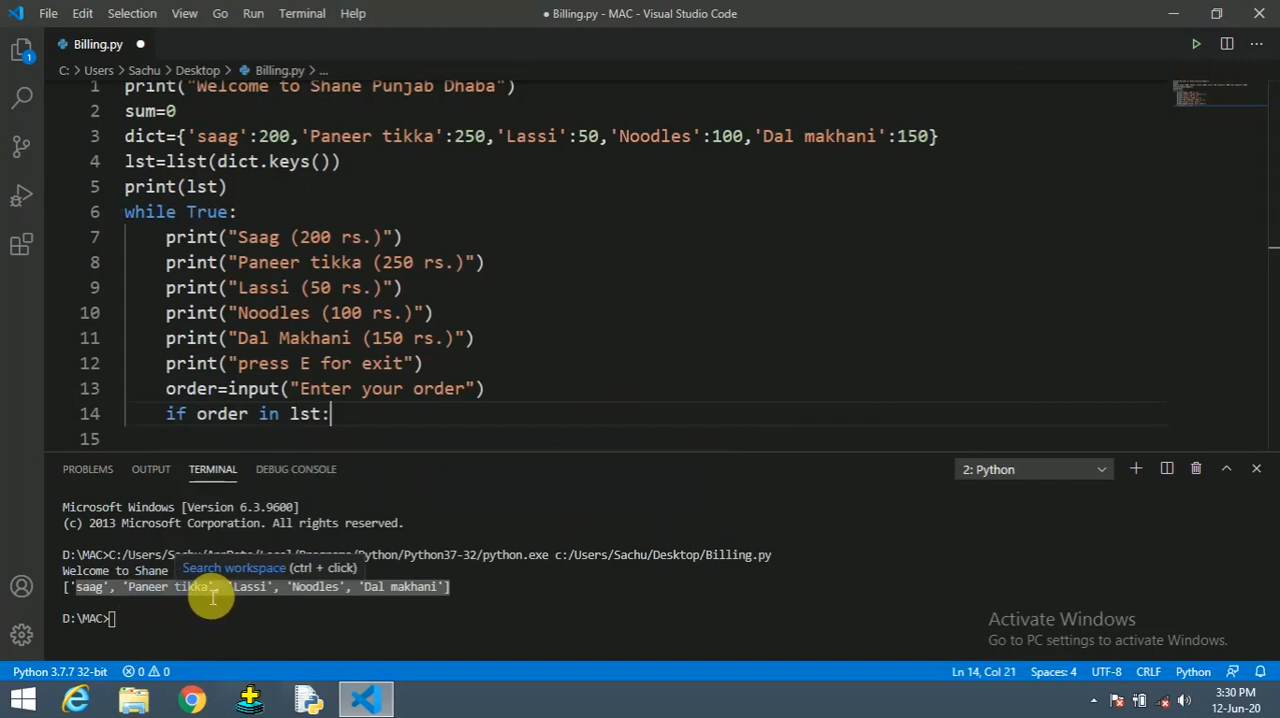 File Edit Selection View Go Run Terminal Help ● Billing.py - MAC - Visual Studio Code
Billing.py ●
C: > Users > Sachu > Desktop > Billing.py > ...
1 print("Welcome to Shane Punjab Dhaba")
2 sum=0
3 dict={'saag':200,'Paneer tikka':250,'Lassi':50,'Noodles':100,'Dal makhani':150}
4 lst=list(dict.keys())
5 print(lst)
6 while True:
7 print("Saag (200 rs.)")
8 print("Paneer tikka (250 rs.)")
9 print("Lassi (50 rs.)")
10 print("Noodles (100 rs.)")
11 print("Dal Makhani (150 rs.)")
12 print("press E for exit")
13 order=input("Enter your order")
14 if order in lst:
15
PROBLEMS OUTPUT TERMINAL DEBUG CONSOLE 2: Python
Microsoft Windows [Version 6.3.9600]
(c) 2013 Microsoft Corporation. All rights reserved.
D:\MAC>C:/Users/Sachu/AppData/Local/Programs/Python/Python37-32/python.exe c:/Users/Sachu/Desktop/Billing.py
Welcome to Shane
Search workspace (ctrl + click)
['saag', 'Paneer tikka', 'Lassi', 'Noodles', 'Dal makhani']
D:\MAC>
Activate Windows
Go to PC settings to activate Windows.
Python 3.7.7 32-bit 0 0 Ln 14, Col 21 Spaces: 4 UTF-8 CRLF Python
3:30 PM
12-Jun-20